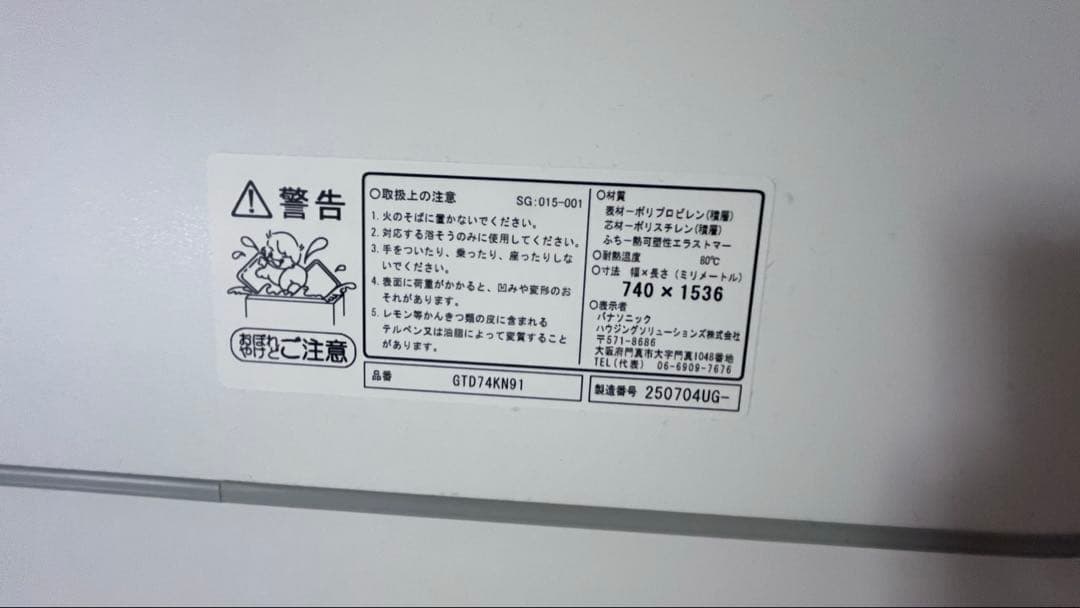 警告
おぼれ
やけど
ご注意
○取扱上の注意 SG:015-001
1. 火のそばに置かないでください。
2. 対応する浴そうのみに使用してください。
3. 手をついたり、乗ったり、座ったりしな
いでください。
4. 表面に荷重がかかると、凹みや変形のお
それがあります。
5. レモン等かんきつ類の皮に含まれる
テルペン又は油脂によって変質すること
があります。
○材質
表材ーポリプロピレン(積層)
芯材ーポリスチレン(積層)
ふちー熱可塑性エラストマー
○耐熱温度 80℃
○寸法 幅×長さ (ミリメートル)
740 × 1536
○表示者
パナソニック
ハウジングソリューションズ株式会社
〒571-8686
大阪府門真市大字門真1048番地
TEL(代表) 06-6909-7676
品番 GTD74KN91
製造番号 250704UG-